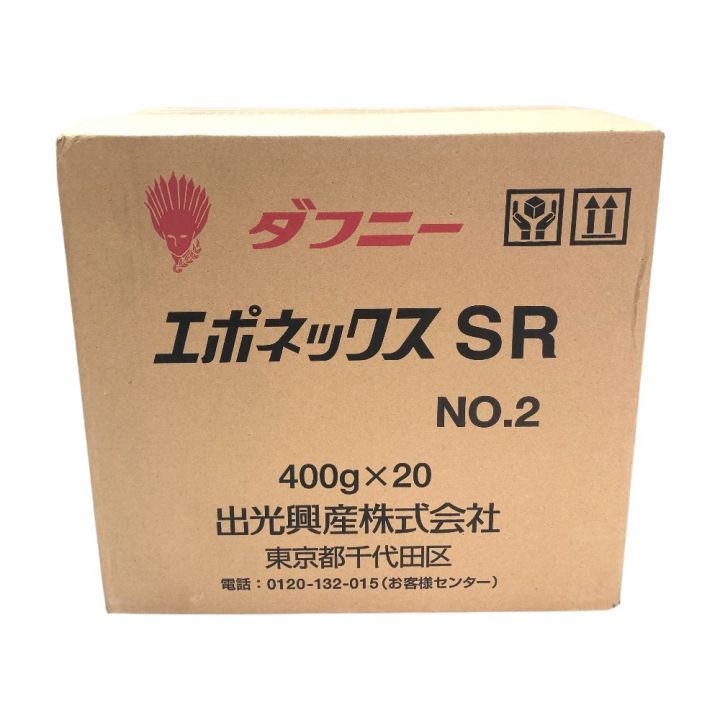 ダフニー
エポネックス SR
NO.2
400g×20
出光興産株式会社
東京都千代田区
電話：0120-132-015（お客様センター）